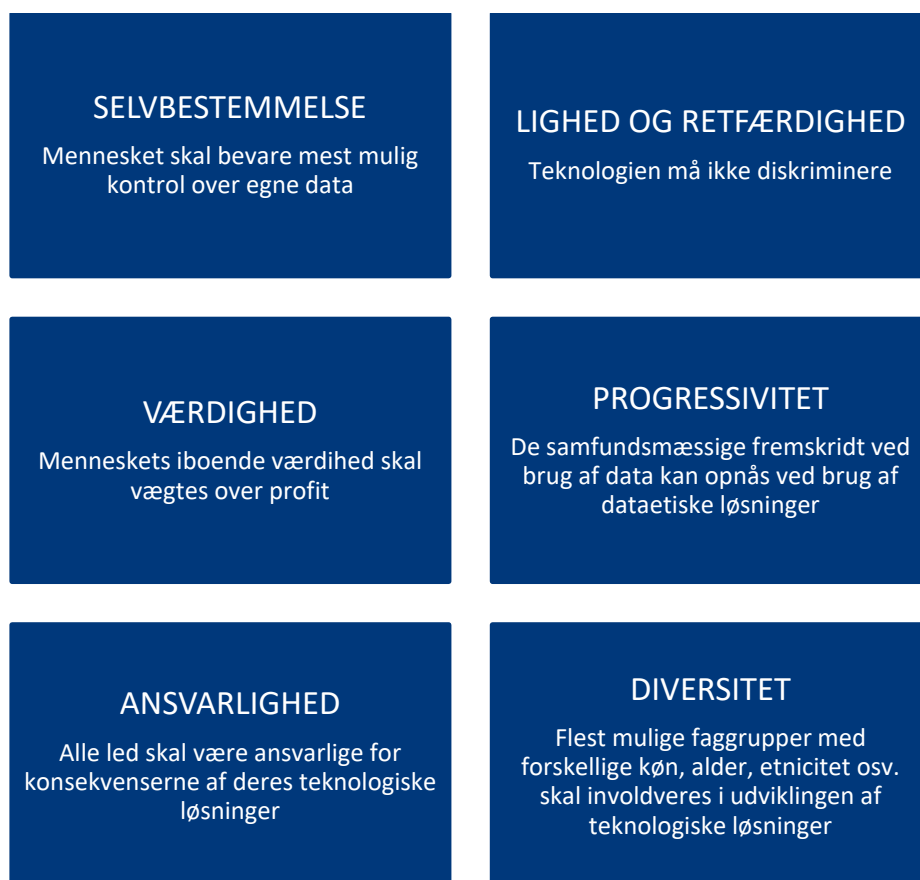 SELVBESTEMMELSE
Mennesket skal bevare mest mulig
kontrol over egne data
LIGHED OG RETFÆRDIGHED
Teknologien må ikke diskriminere
VÆRDIGHED
Menneskets iboende værdihed skal
vægtes over profit
PROGRESSIVITET
De samfundsmæssige fremskridt ved
brug af data kan opnås ved brug af
dataetiske løsninger
ANSVARLIGHED
Alle led skal være ansvarlige for
konsekvenserne af deres teknologiske
løsninger
DIVERSITET
Flest mulige faggrupper med
forskellige køn, alder, etnicitet osv.
skal involdveres i udviklingen af
teknologiske løsninger